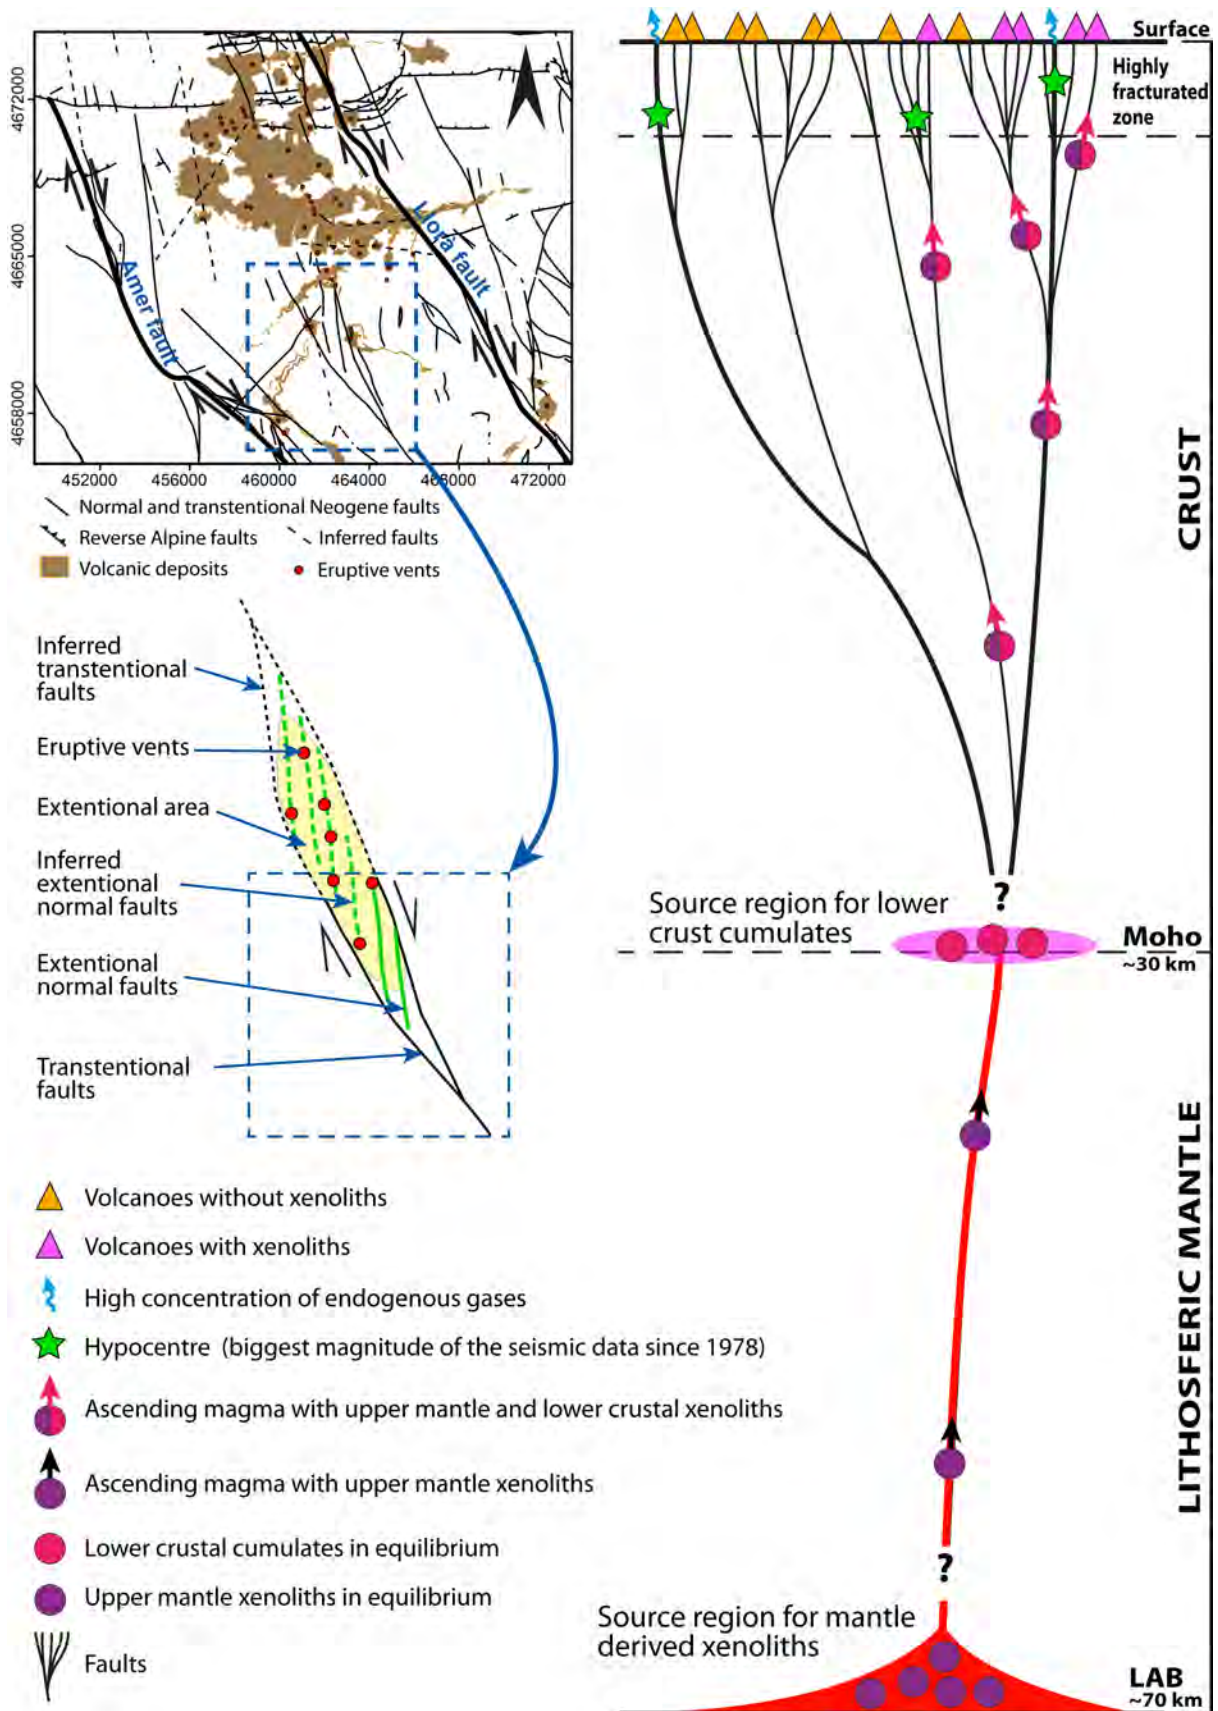 4672000
4665000
4658000
Amer fault
Llorà fault
452000
456000
460000
464000
468000
472000
Normal and transtentional Neogene faults
Reverse Alpine faults
Inferred faults
Volcanic deposits
Eruptive vents
Inferred
transtentional
faults
Eruptive vents
Extentional area
Inferred
extentional
normal faults
Extentional
normal faults
Transtentional
faults
Volcanoes without xenoliths
Volcanoes with xenoliths
High concentration of endogenous gases
Hypocentre (biggest magnitude of the seismic data since 1978)
Ascending magma with upper mantle and lower crustal xenoliths
Ascending magma with upper mantle xenoliths
Lower crustal cumulates in equilibrium
Upper mantle xenoliths in equilibrium
Faults
Surface
Highly
fracturated
zone
CRUST
?
Source region for lower
crust cumulates
Moho
~30 km
LITHOSFERIC MANTLE
?
Source region for mantle
derived xenoliths
LAB
~70 km